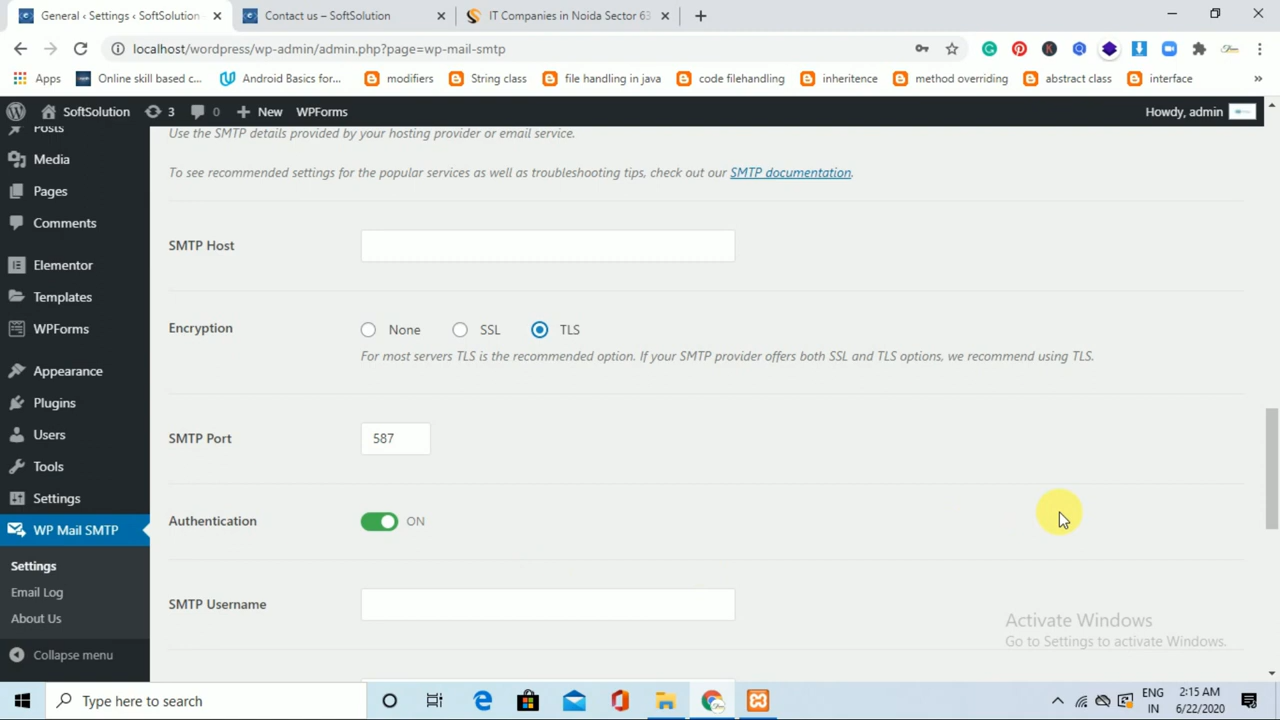 General ‹ Settings ‹ SoftSolution
Contact us – SoftSolution
IT Companies in Noida Sector 63
localhost/wordpress/wp-admin/admin.php?page=wp-mail-smtp
Apps
Online skill based c...
Android Basics for...
modifiers
String class
file handling in java
code filehandling
inheritence
method overriding
abstract class
interface
SoftSolution
3
0
New
WPForms
Howdy, admin
Posts
Media
Pages
Comments
Elementor
Templates
WPForms
Appearance
Plugins
Users
Tools
Settings
WP Mail SMTP
Settings
Email Log
About Us
Collapse menu
Use the SMTP details provided by your hosting provider or email service.
To see recommended settings for the popular services as well as troubleshooting tips, check out our SMTP documentation.
SMTP Host
Encryption
None
SSL
TLS
For most servers TLS is the recommended option. If your SMTP provider offers both SSL and TLS options, we recommend using TLS.
SMTP Port
587
Authentication
ON
SMTP Username
Activate Windows
Go to Settings to activate Windows.
Type here to search
ENG
IN
2:15 AM
6/22/2020